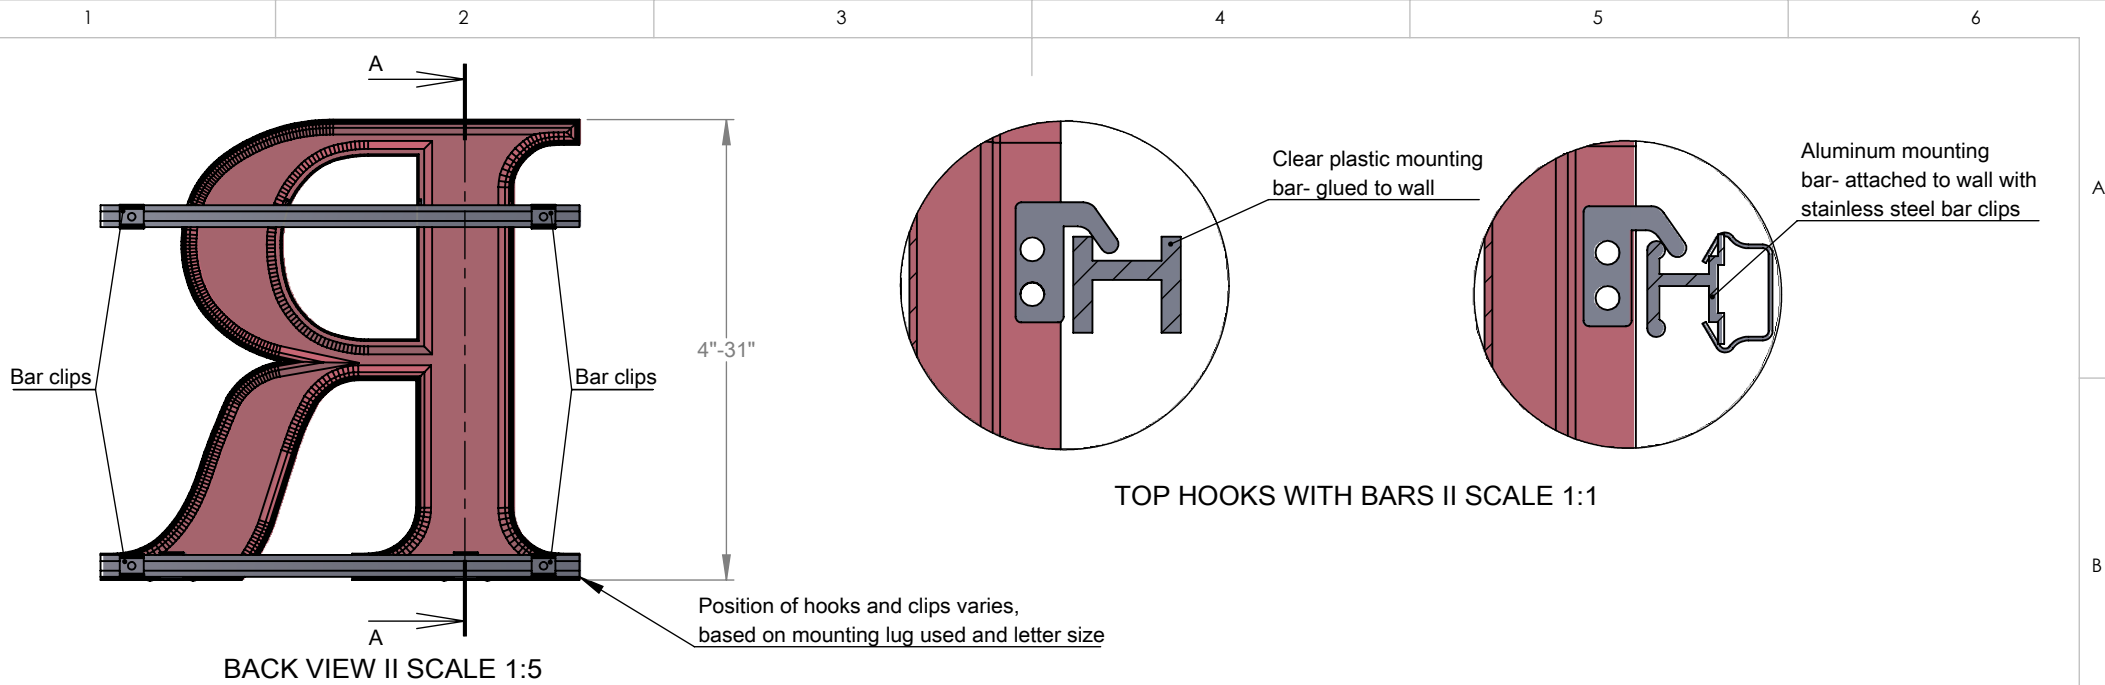 1 2 3 4 5 6
A
A
Clear plastic mounting
bar- glued to wall
Aluminum mounting
bar- attached to wall with
stainless steel bar clips
A
4"-31"
Bar clips
Bar clips
TOP HOOKS WITH BARS II SCALE 1:1
B
Position of hooks and clips varies,
based on mounting lug used and letter size
A
BACK VIEW II SCALE 1:5